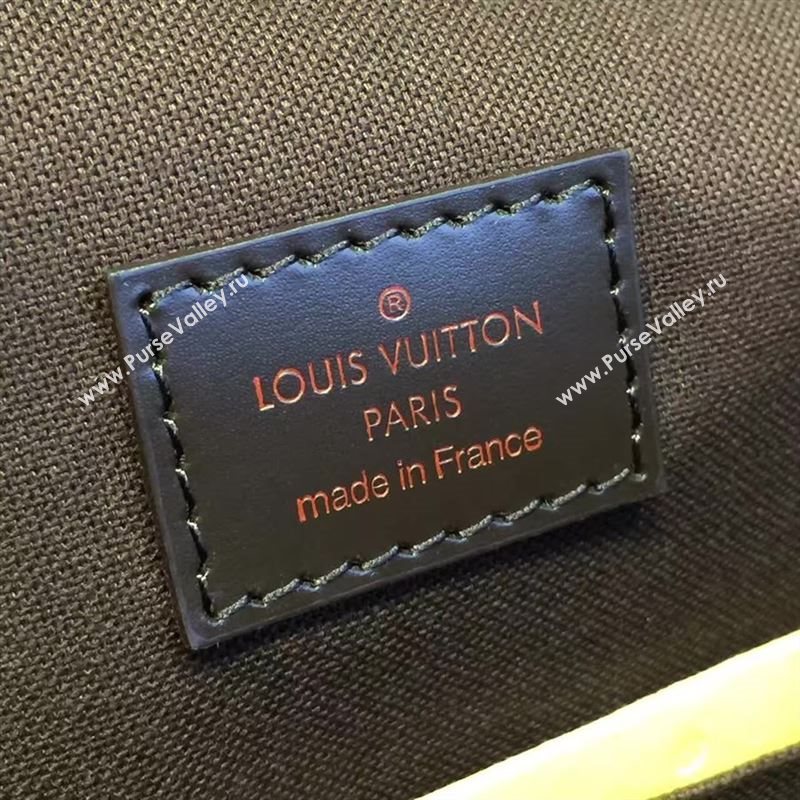 ®
LOUIS VUITTON
PARIS
made in France
www.PurseValley.ru
www.PurseValley.ru